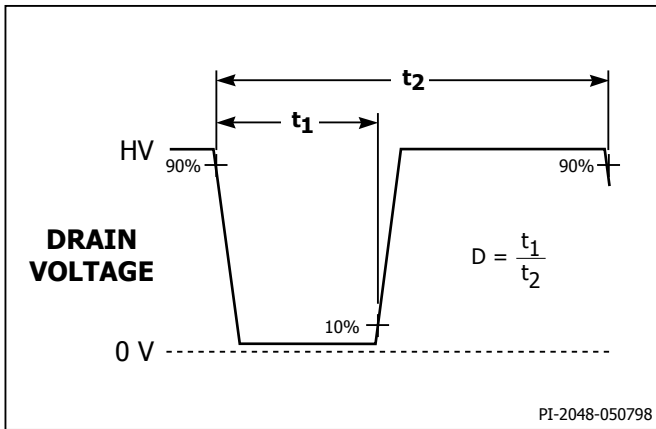 t2
t1
HV
90%
90%
DRAIN
VOLTAGE
D = t1
t2
10%
0 V
PI-2048-050798